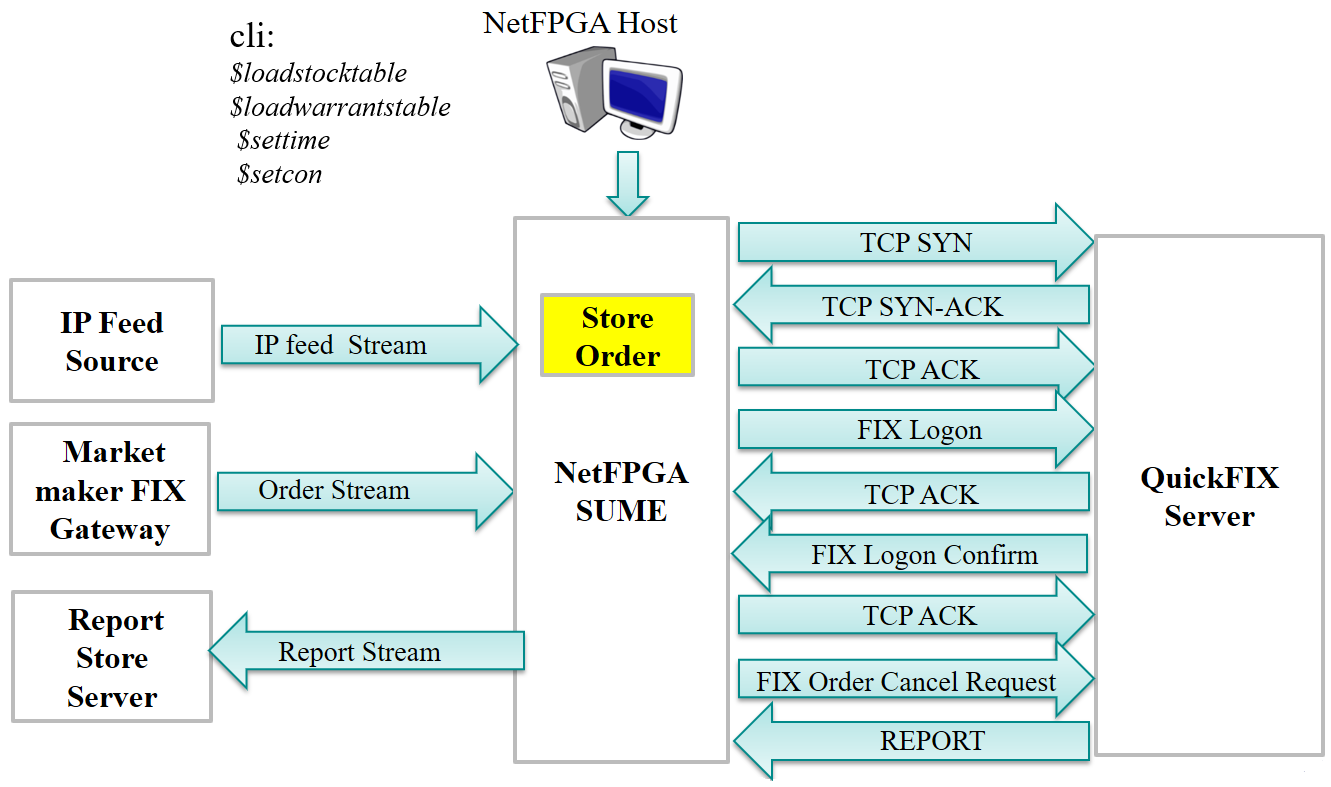 cli:
$loadstocktable
$loadwarrantstable
$settime
$setcon
NetFPGA Host
IP Feed
Source
IP feed Stream
Market
maker FIX
Gateway
Order Stream
Report
Store
Server
Report Stream
Store
Order
NetFPGA
SUME
TCP SYN
TCP SYN-ACK
TCP ACK
FIX Logon
TCP ACK
FIX Logon Confirm
TCP ACK
FIX Order Cancel Request
REPORT
QuickFIX
Server